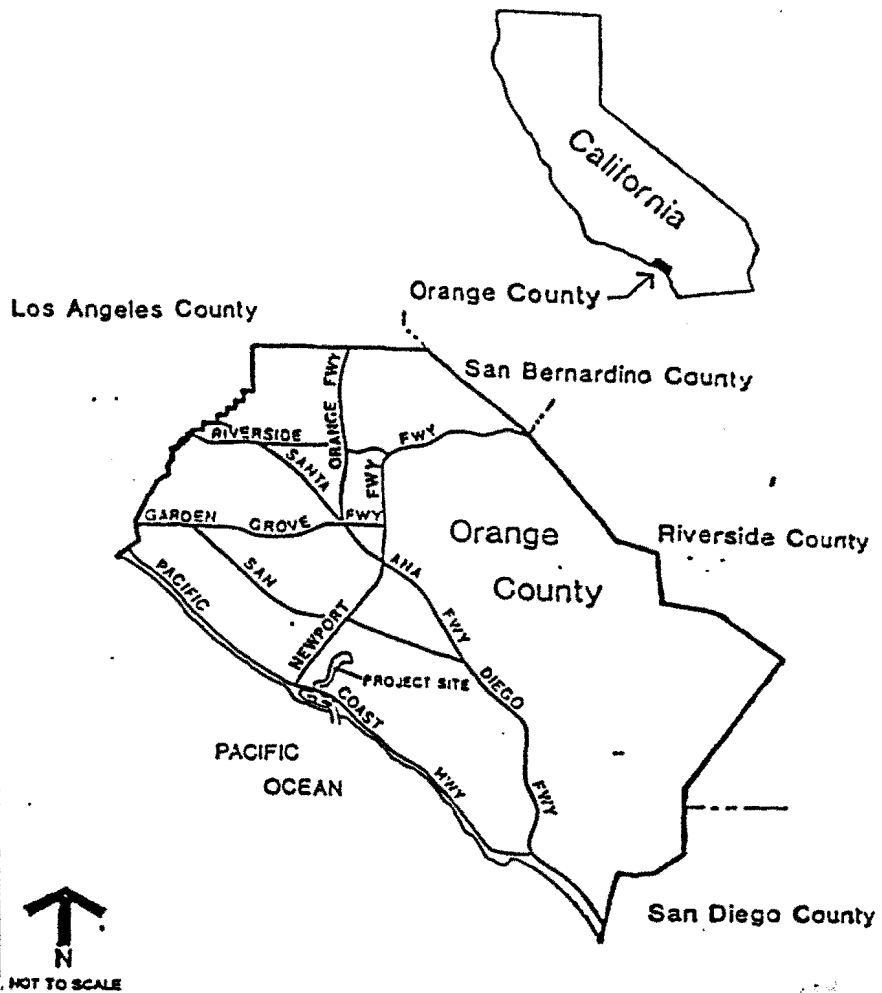 California
Orange County
Los Angeles County
San Bernardino County
ORANGE FWY
RIVERSIDE
FWY
SANTA
FWY
GARDEN GROVE FWY
Orange
County
Riverside County
ANA
SAN
PACIFIC
NEWPORT
FWY
PROJECT SITE
DIEGO
COAST
PACIFIC
OCEAN
HWY
FWY
San Diego County
N
NOT TO SCALE